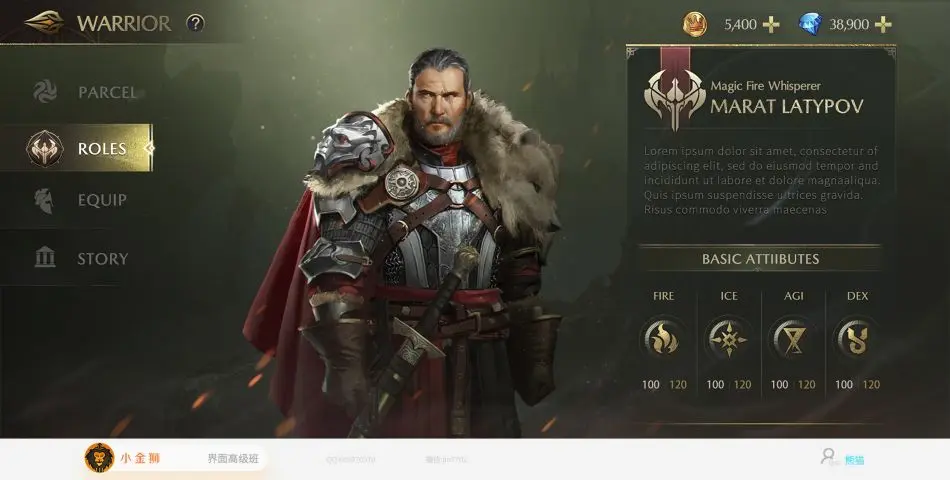 WARRIOR ?
5,400
38,900
PARCEL
ROLES
EQUIP
STORY
Magic Fire Whisperer
MARAT LATYPOV
Lorem ipsum dolor sit amet, consectetur of
adipiscing elit, sed do eiusmod tempor and
incididunt ut labore et dolore magnaaliqua.
Quis ipsum suspendisse ultrices gravida.
Risus commodo viverra maecenas
BASIC ATTIIBUTES
FIRE ICE AGI DEX
100 120 100 120 100 120 100 120
小金狮
界面高级班
熊猫